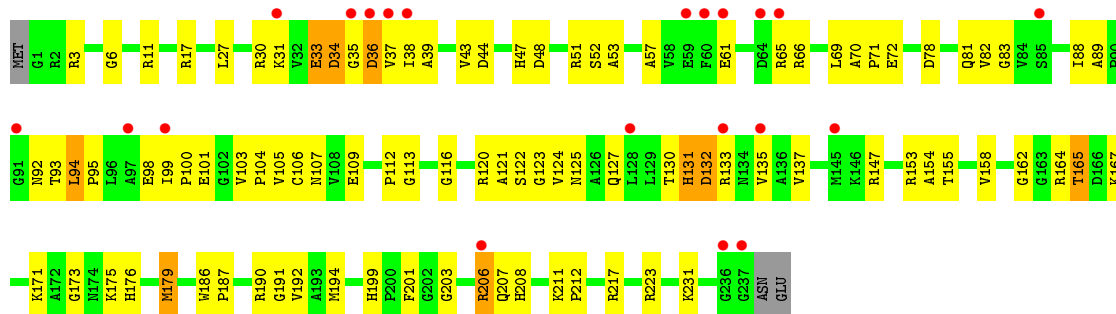 MET G1 R2 R3 G6 R11 R17 L27 R30 K31 V32 E33 D34 G35 D36 V37 I38 A39 V43 D44 H47 D48 R51 S52 A53 A57 V58 E59 F60 E61 D64 R65 R66 L69 A70 P71 E72 D78 Q81 V82 G83 V84 S85 I88 A89
G91 N92 T93 L94 P95 L96 A97 E98 I99 P100 E101 G102 V103 P104 V105 C106 N107 V108 E109 P112 G113 G116 R120 A121 S122 G123 V124 N125 A126 Q127 L128 L129 T130 H131 D132 R133 N134 V135 A136 V137 M145 K146 R147 R153 A154 T155 V158 G162 G163 R164 T165 D166 K167
K171 A172 G173 N174 K175 H176 M179 W186 P187 R190 G191 V192 A193 M194 H199 P200 F201 G202 G203 R206 Q207 H208 K211 P212 R217 R223 K231 G236 G237 ASN GLU